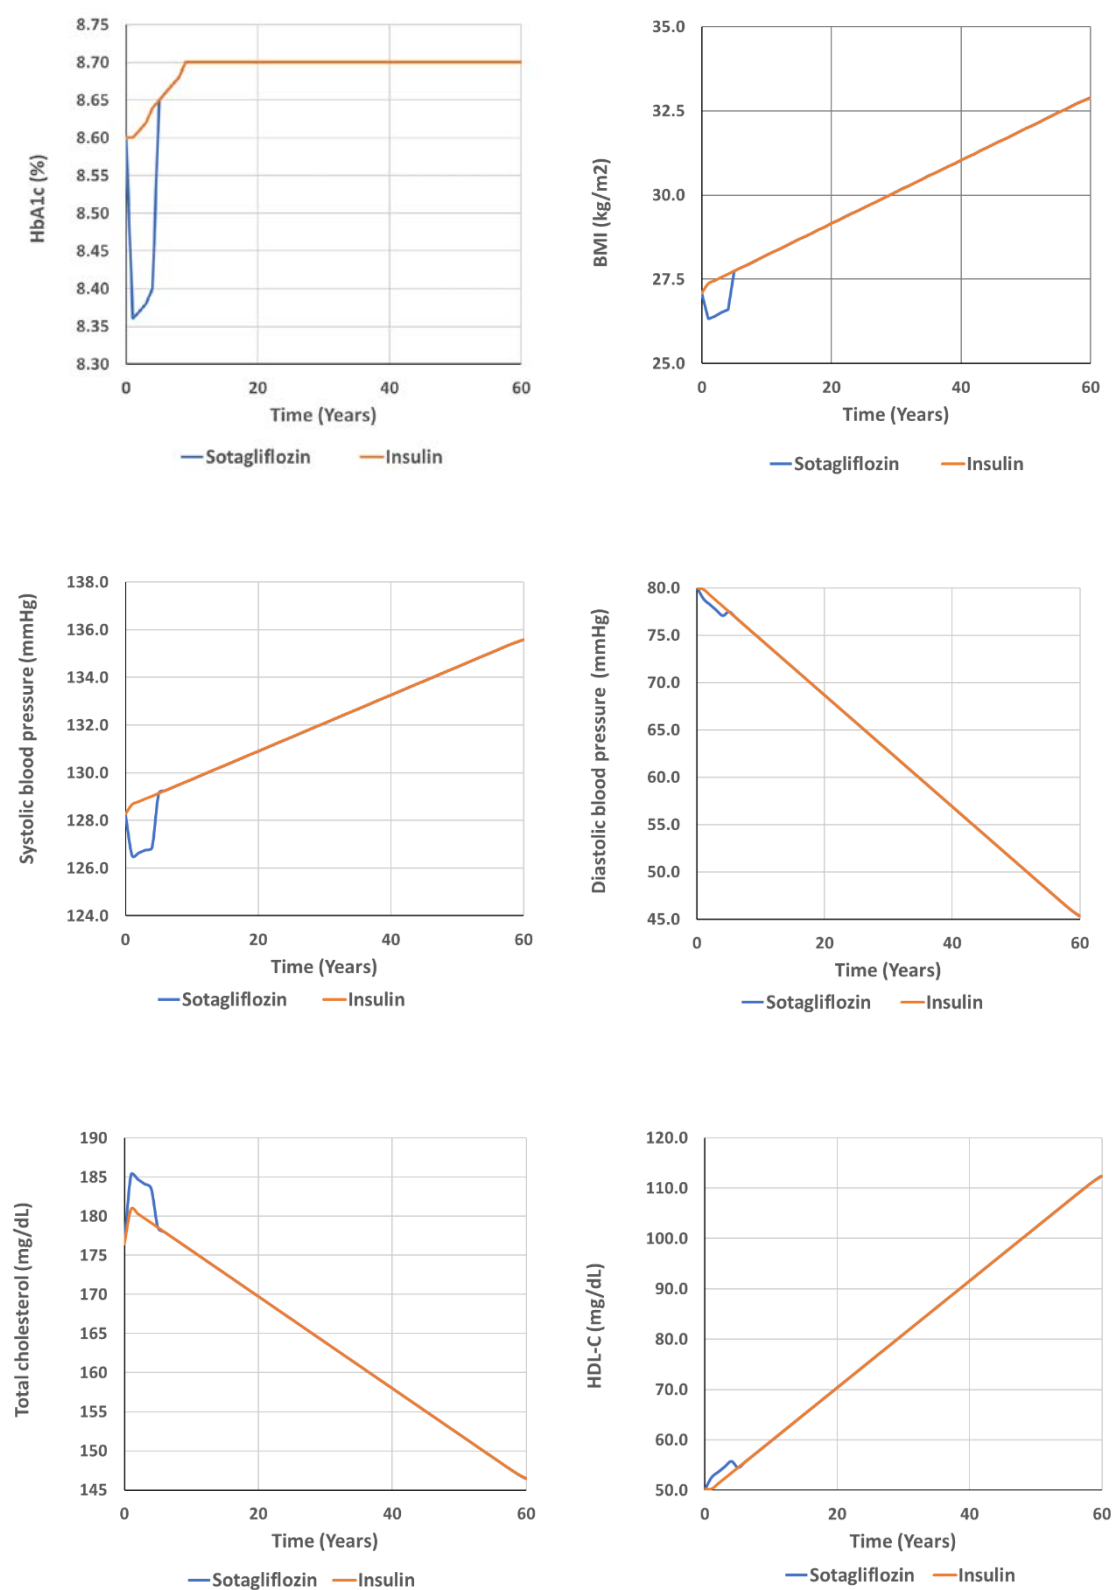 8.75
8.70
8.65
8.60
8.55
8.50
8.45
8.40
8.35
8.30
HbA1c (%)
0 20 40 60
Time (Years)
Sotagliflozin Insulin
35.0
32.5
30.0
27.5
25.0
BMI (kg/m2)
0 20 40 60
Time (Years)
Sotagliflozin Insulin
138.0
136.0
134.0
132.0
130.0
128.0
126.0
124.0
Systolic blood pressure (mmHg)
0 20 40 60
Time (Years)
Sotagliflozin Insulin
80.0
75.0
70.0
65.0
60.0
55.0
50.0
45.0
Diastolic blood pressure (mmHg)
0 20 40 60
Time (Years)
Sotagliflozin Insulin
190
185
180
175
170
165
160
155
150
145
Total cholesterol (mg/dL)
0 20 40 60
Time (Years)
Sotagliflozin Insulin
120.0
110.0
100.0
90.0
80.0
70.0
60.0
50.0
HDL-C (mg/dL)
0 20 40 60
Time (Years)
Sotagliflozin Insulin